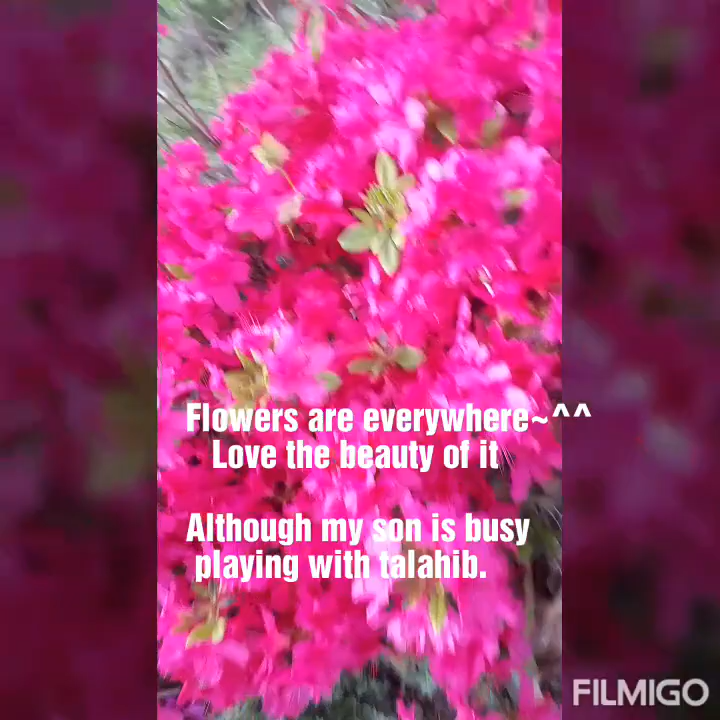 Flowers are everywhere~^^
Love the beauty of it
Although my son is busy
playing with talahib.
FILMIGO